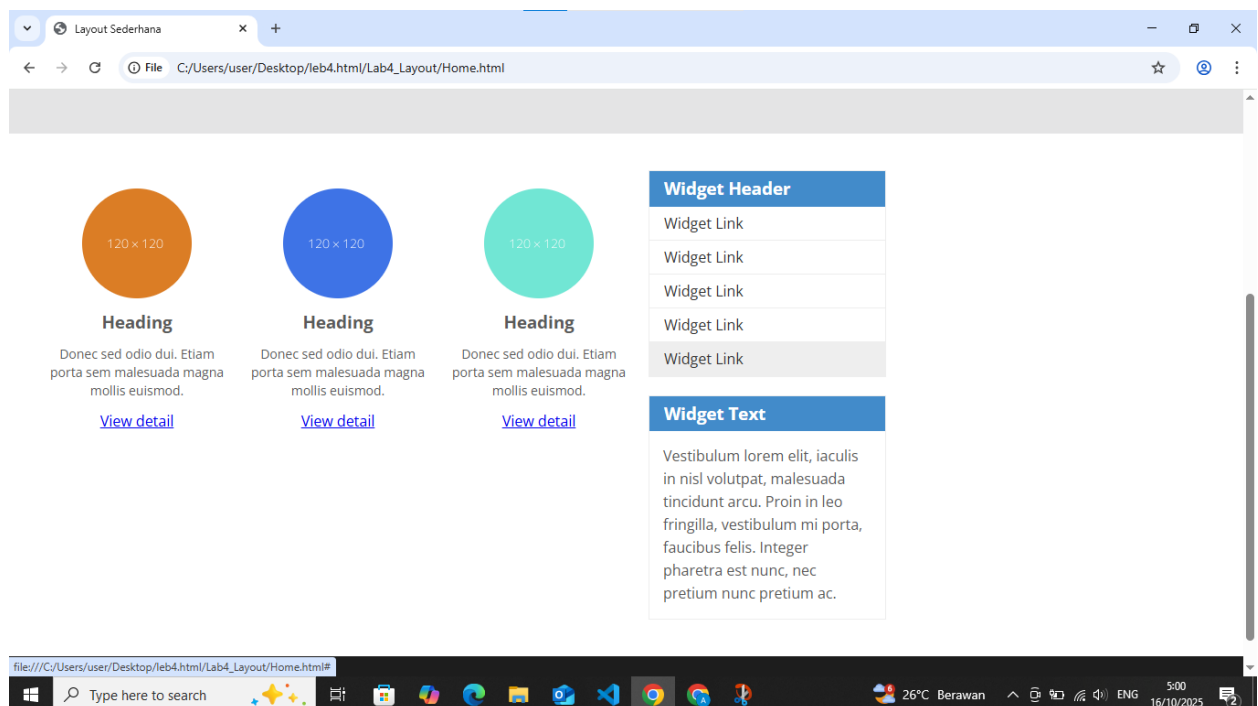 Layout Sederhana
File C:/Users/user/Desktop/leb4.html/Lab4_Layout/Home.html
120 × 120
Heading
Donec sed odio dui. Etiam
porta sem malesuada magna
mollis euismod.
View detail
120 × 120
Heading
Donec sed odio dui. Etiam
porta sem malesuada magna
mollis euismod.
View detail
120 × 120
Heading
Donec sed odio dui. Etiam
porta sem malesuada magna
mollis euismod.
View detail
Widget Header
Widget Link
Widget Link
Widget Link
Widget Link
Widget Link
Widget Text
Vestibulum lorem elit, iaculis
in nisl volutpat, malesuada
tincidunt arcu. Proin in leo
fringilla, vestibulum mi porta,
faucibus felis. Integer
pharetra est nunc, nec
pretium nunc pretium ac.
file:///C:/Users/user/Desktop/leb4.html/Lab4_Layout/Home.html#
Type here to search
26°C Berawan
ENG
5:00
16/10/2025
2